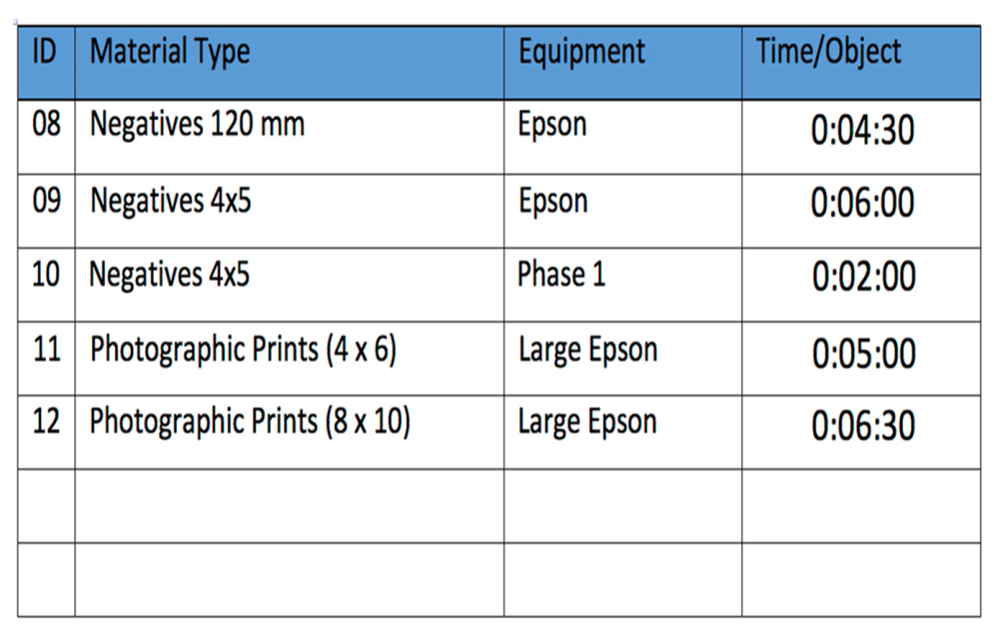 ID Material Type Equipment Time/Object
08 Negatives 120 mm Epson 0:04:30
09 Negatives 4x5 Epson 0:06:00
10 Negatives 4x5 Phase 1 0:02:00
11 Photographic Prints (4 x 6) Large Epson 0:05:00
12 Photographic Prints (8 x 10) Large Epson 0:06:30